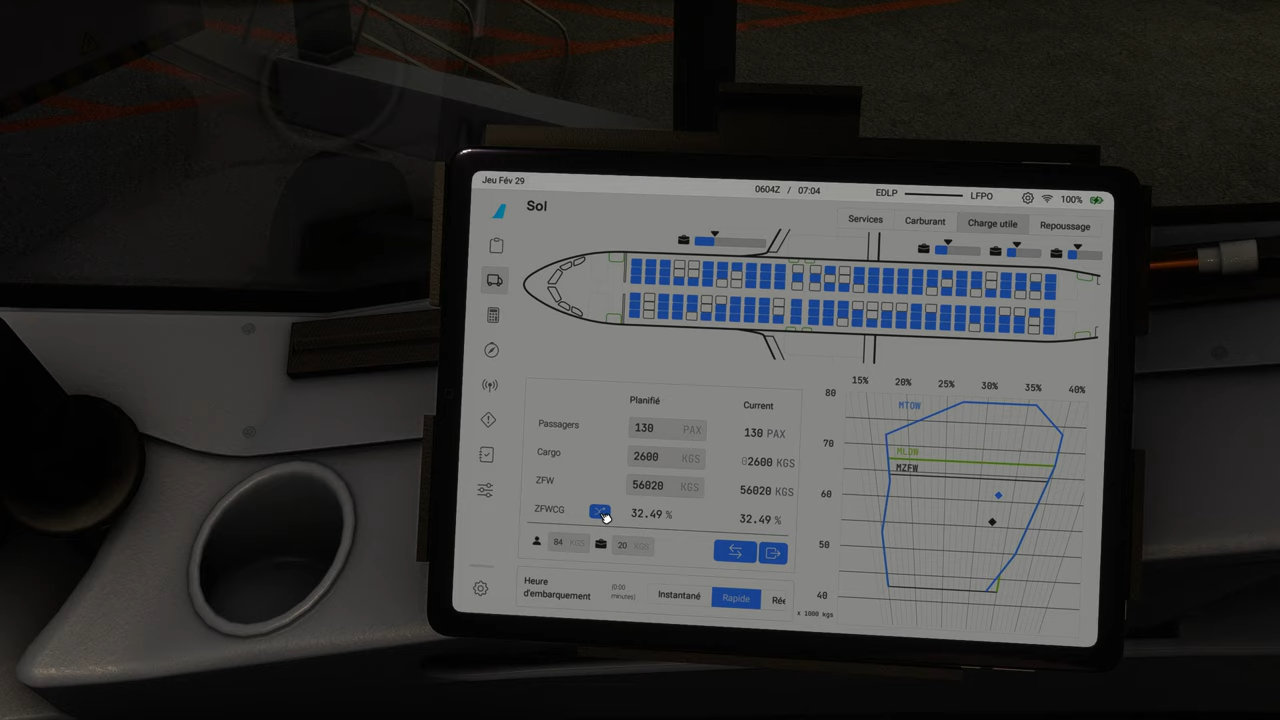 Jeu Fév 29
0604Z / 07:04
EDLP
LFPO
100%
Sol
Services
Carburant
Charge utile
Repoussage
Planifié
Current
Passagers
130 PAX
130 PAX
Cargo
2600 KGS
02600 KGS
ZFW
56020 KGS
56020 KGS
ZFWCG
32.49 %
32.49 %
84 KGS
20 KGS
Heure d'embarquement
(0.00 minutes)
Instantané
Rapide
Rée
15% 20% 25% 30% 35% 40%
80
70
60
50
40
x 1000 kgs
MTOW
MLDW
MZFW